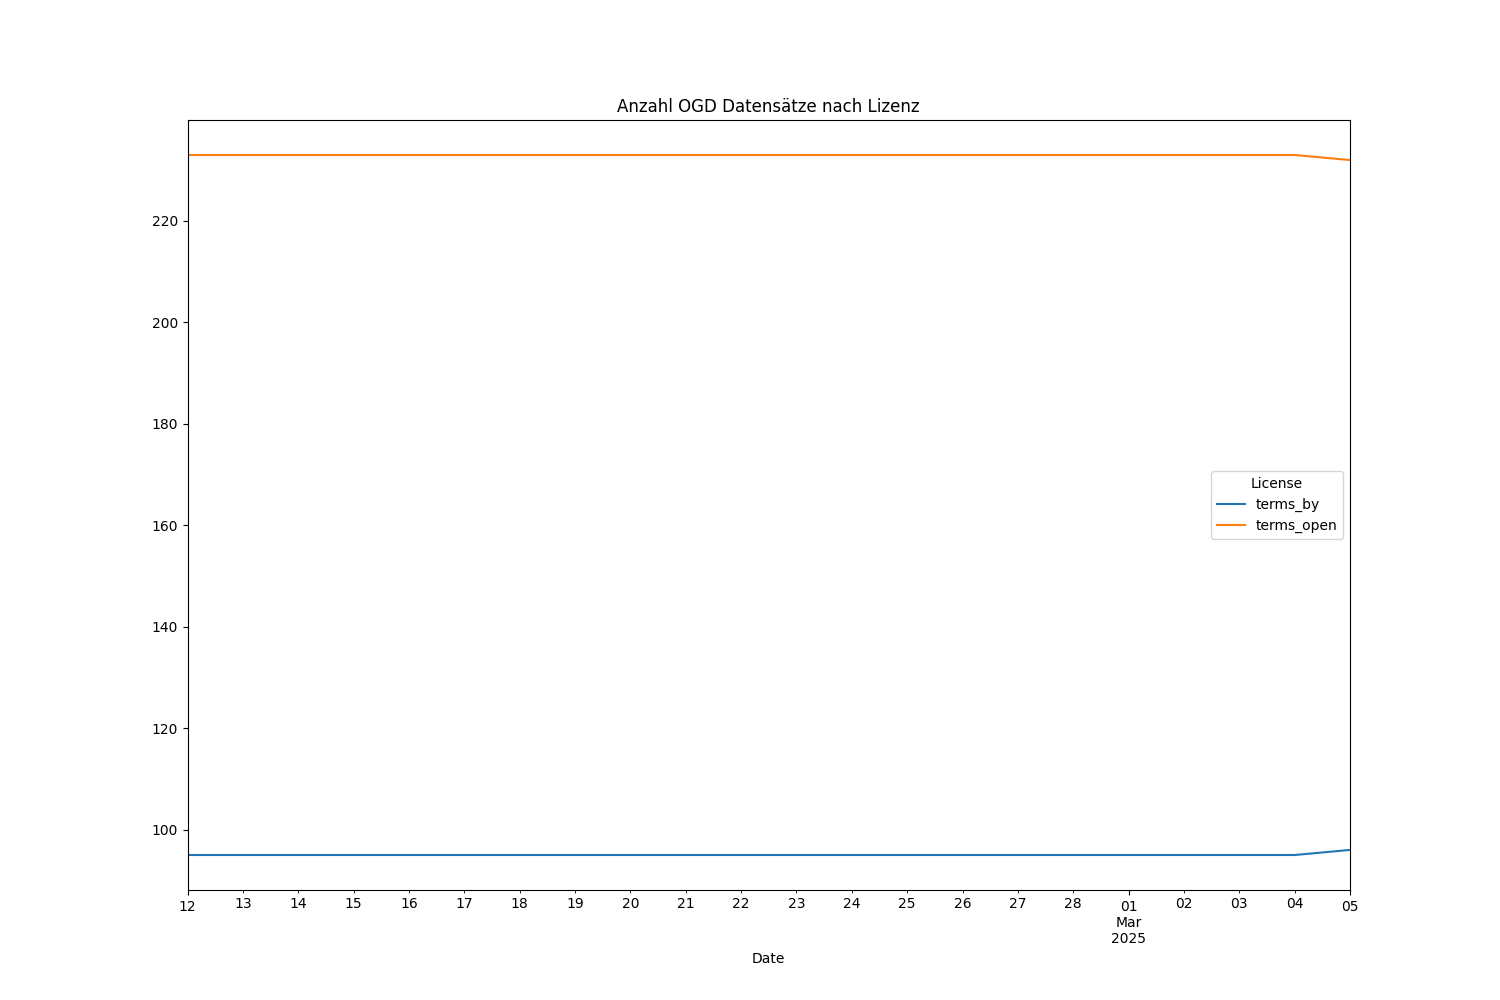 Anzahl OGD Datensätze nach Lizenz
220
200
180
160
140
120
100
License
terms_by
terms_open
12 13 14 15 16 17 18 19 20 21 22 23 24 25 26 27 28 01 02 03 04 05
Mar
2025
Date